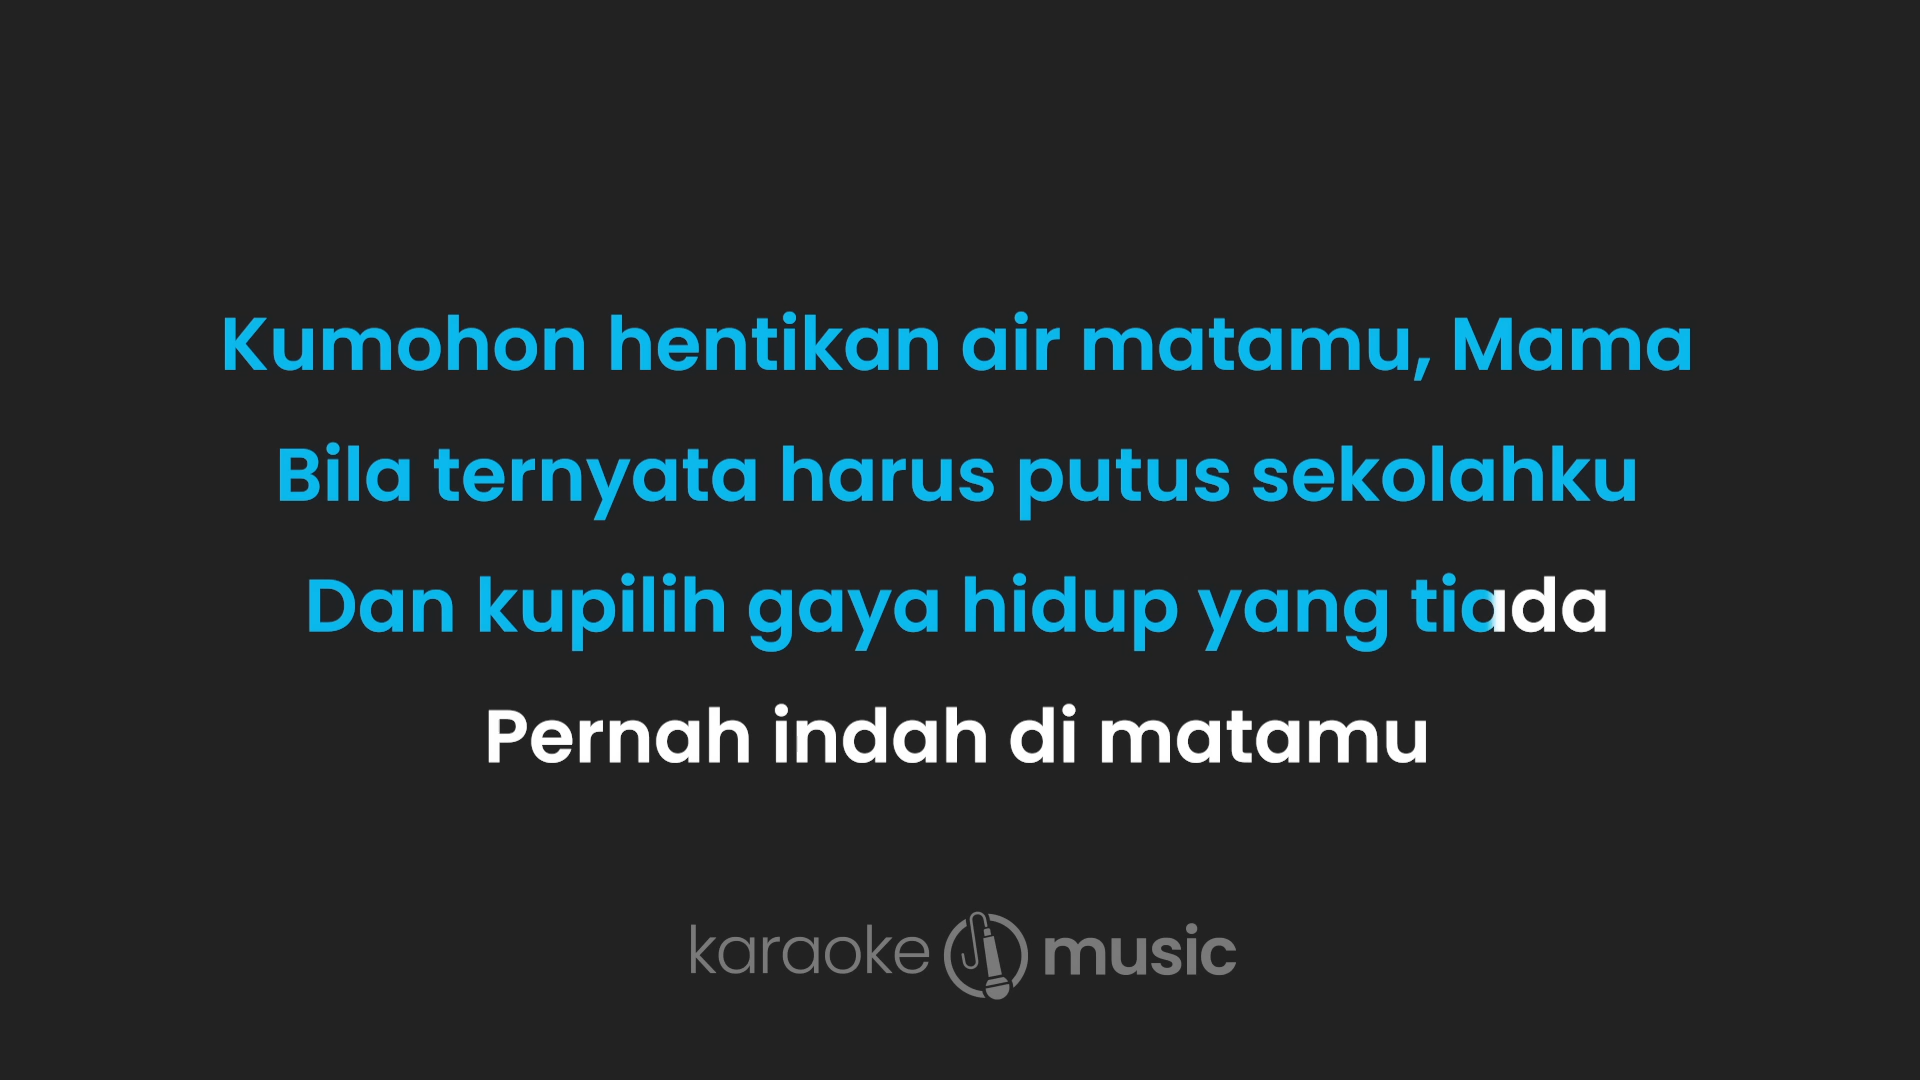 Kumohon hentikan air matamu, Mama
Bila ternyata harus putus sekolahku
Dan kupilih gaya hidup yang tiada
Pernah indah di matamu
karaoke music